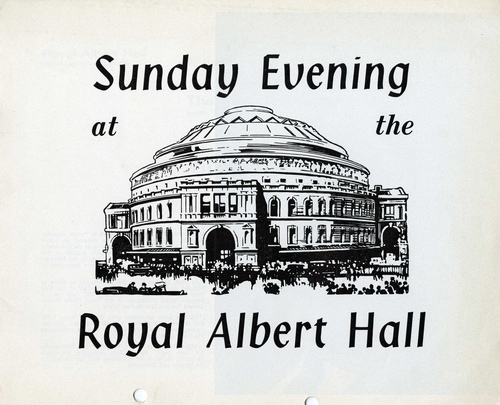 Sunday Evening
at the
Royal Albert Hall